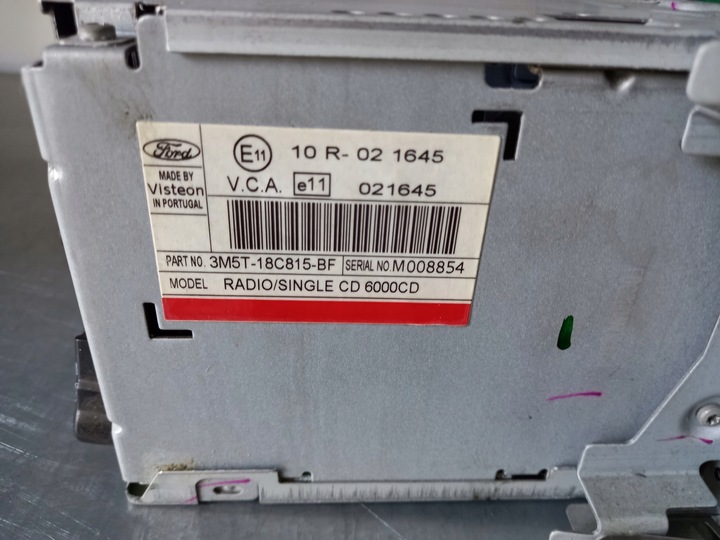 Ford
MADE BY
Visteon
IN PORTUGAL
E11 10 R- 02 1645
V.C.A. e11 021645
PART NO. 3M5T-18C815-BF SERIAL NO. M008854
MODEL RADIO/SINGLE CD 6000CD